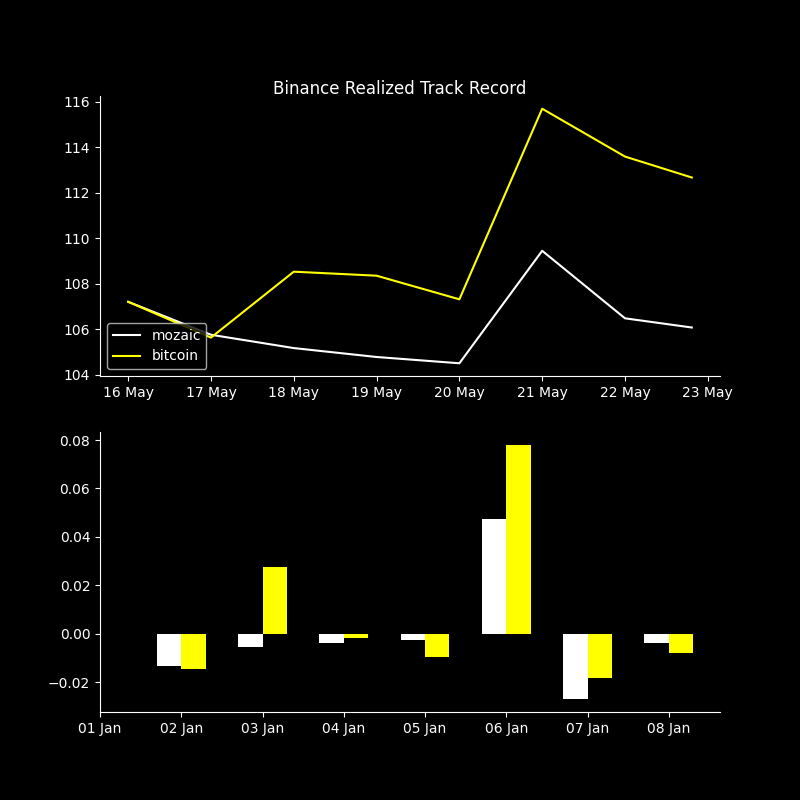 Binance Realized Track Record
116
114
112
110
108
106
104
mozaic
bitcoin
16 May 17 May 18 May 19 May 20 May 21 May 22 May 23 May
0.08
0.06
0.04
0.02
0.00
−0.02
01 Jan 02 Jan 03 Jan 04 Jan 05 Jan 06 Jan 07 Jan 08 Jan